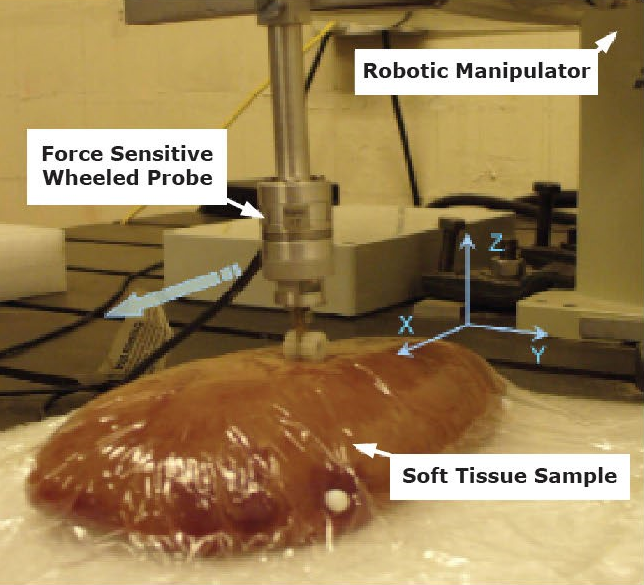 Robotic Manipulator
Force Sensitive
Wheeled Probe
Z
X
Y
Soft Tissue Sample